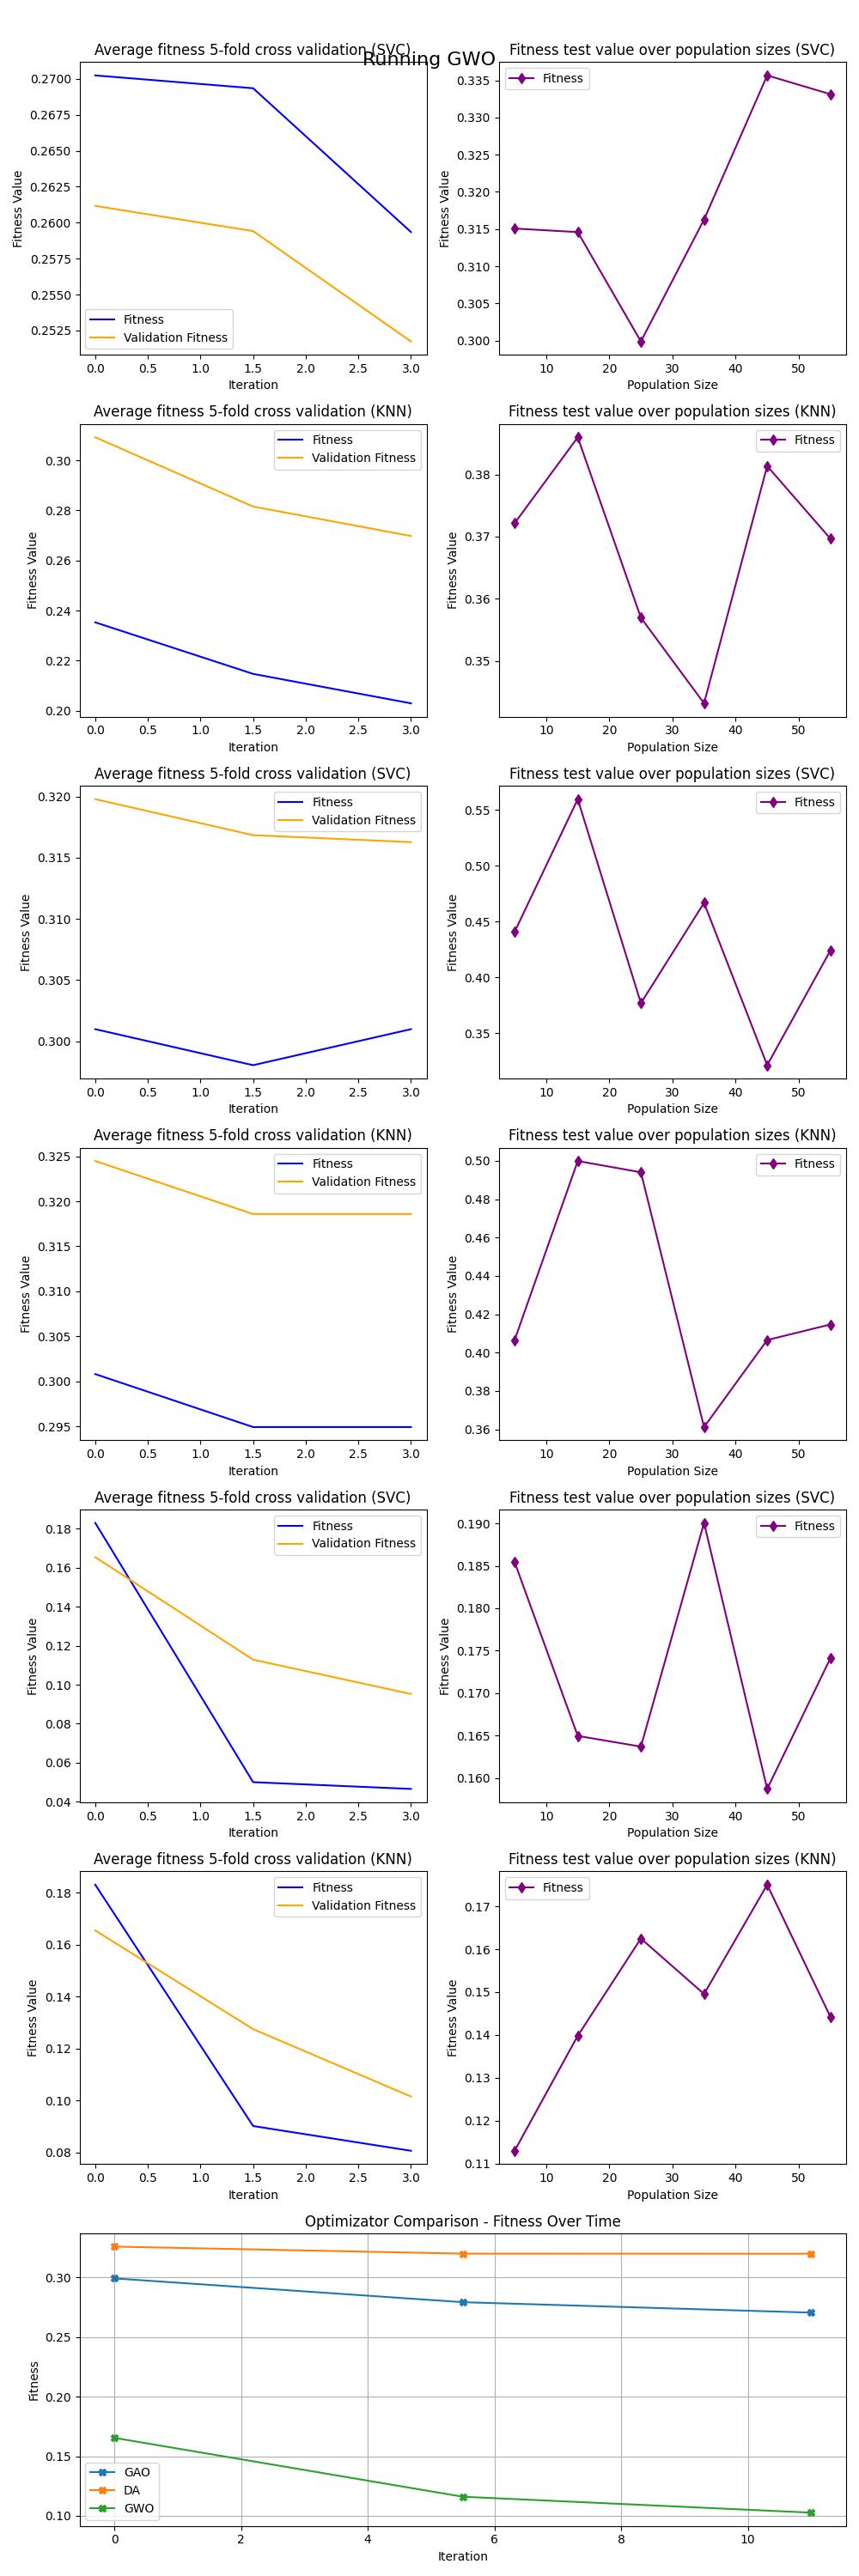 Running GWO
Average fitness 5-fold cross validation (SVC)
Fitness Value
0.2700
0.2675
0.2650
0.2625
0.2600
0.2575
0.2550
0.2525
Fitness
Validation Fitness
0.0 0.5 1.0 1.5 2.0 2.5 3.0
Iteration
Fitness test value over population sizes (SVC)
Fitness Value
0.335
0.330
0.325
0.320
0.315
0.310
0.305
0.300
Fitness
10 20 30 40 50
Population Size
Average fitness 5-fold cross validation (KNN)
Fitness Value
0.30
0.28
0.26
0.24
0.22
0.20
Fitness
Validation Fitness
0.0 0.5 1.0 1.5 2.0 2.5 3.0
Iteration
Fitness test value over population sizes (KNN)
Fitness Value
0.38
0.37
0.36
0.35
Fitness
10 20 30 40 50
Population Size
Average fitness 5-fold cross validation (SVC)
Fitness Value
0.320
0.315
0.310
0.305
0.300
Fitness
Validation Fitness
0.0 0.5 1.0 1.5 2.0 2.5 3.0
Iteration
Fitness test value over population sizes (SVC)
Fitness Value
0.55
0.50
0.45
0.40
0.35
Fitness
10 20 30 40 50
Population Size
Average fitness 5-fold cross validation (KNN)
Fitness Value
0.325
0.320
0.315
0.310
0.305
0.300
0.295
Fitness
Validation Fitness
0.0 0.5 1.0 1.5 2.0 2.5 3.0
Iteration
Fitness test value over population sizes (KNN)
Fitness Value
0.50
0.48
0.46
0.44
0.42
0.40
0.38
0.36
Fitness
10 20 30 40 50
Population Size
Average fitness 5-fold cross validation (SVC)
Fitness Value
0.18
0.16
0.14
0.12
0.10
0.08
0.06
0.04
Fitness
Validation Fitness
0.0 0.5 1.0 1.5 2.0 2.5 3.0
Iteration
Fitness test value over population sizes (SVC)
Fitness Value
0.190
0.185
0.180
0.175
0.170
0.165
0.160
Fitness
10 20 30 40 50
Population Size
Average fitness 5-fold cross validation (KNN)
Fitness Value
0.18
0.16
0.14
0.12
0.10
0.08
Fitness
Validation Fitness
0.0 0.5 1.0 1.5 2.0 2.5 3.0
Iteration
Fitness test value over population sizes (KNN)
Fitness Value
0.17
0.16
0.15
0.14
0.13
0.12
0.11
Fitness
10 20 30 40 50
Population Size
Optimizator Comparison - Fitness Over Time
Fitness
0.30
0.25
0.20
0.15
0.10
GAO
DA
GWO
0 2 4 6 8 10
Iteration